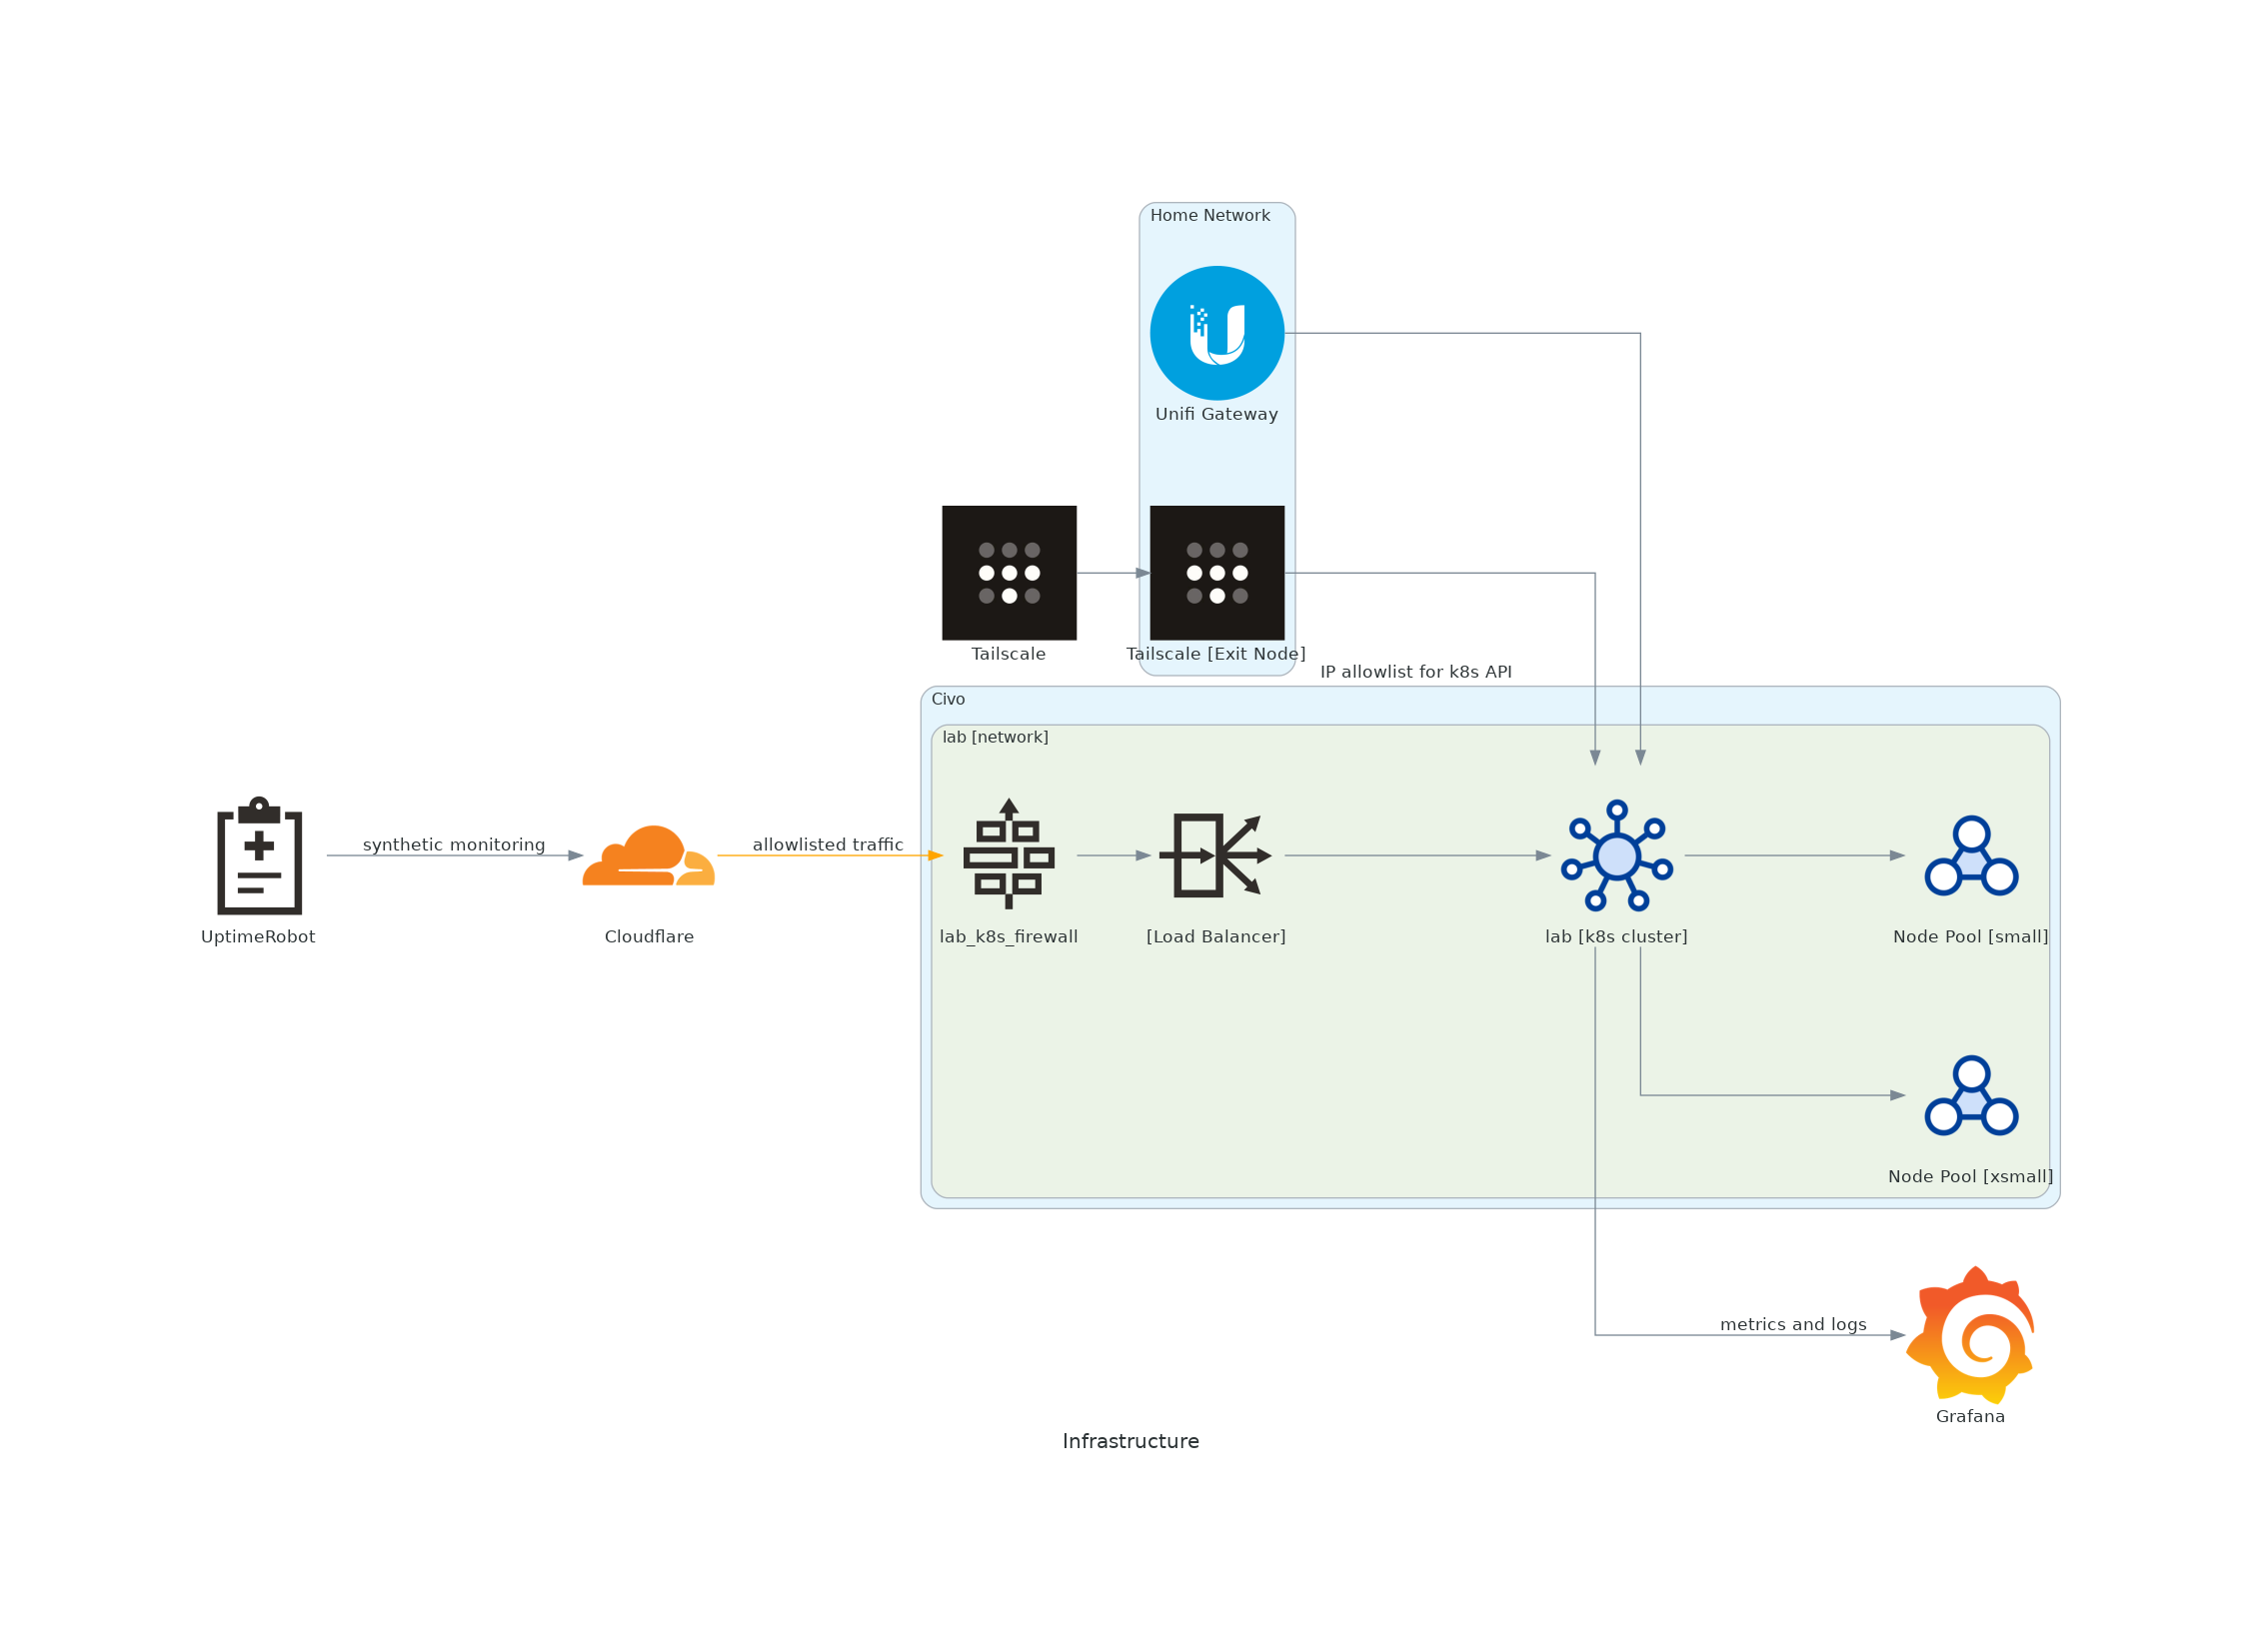 Home Network
Unifi Gateway
Tailscale
Tailscale [Exit Node]
IP allowlist for k8s API
Civo
lab [network]
synthetic monitoring
allowlisted traffic
UptimeRobot
Cloudflare
lab_k8s_firewall
[Load Balancer]
lab [k8s cluster]
Node Pool [small]
Node Pool [xsmall]
metrics and logs
Grafana
Infrastructure